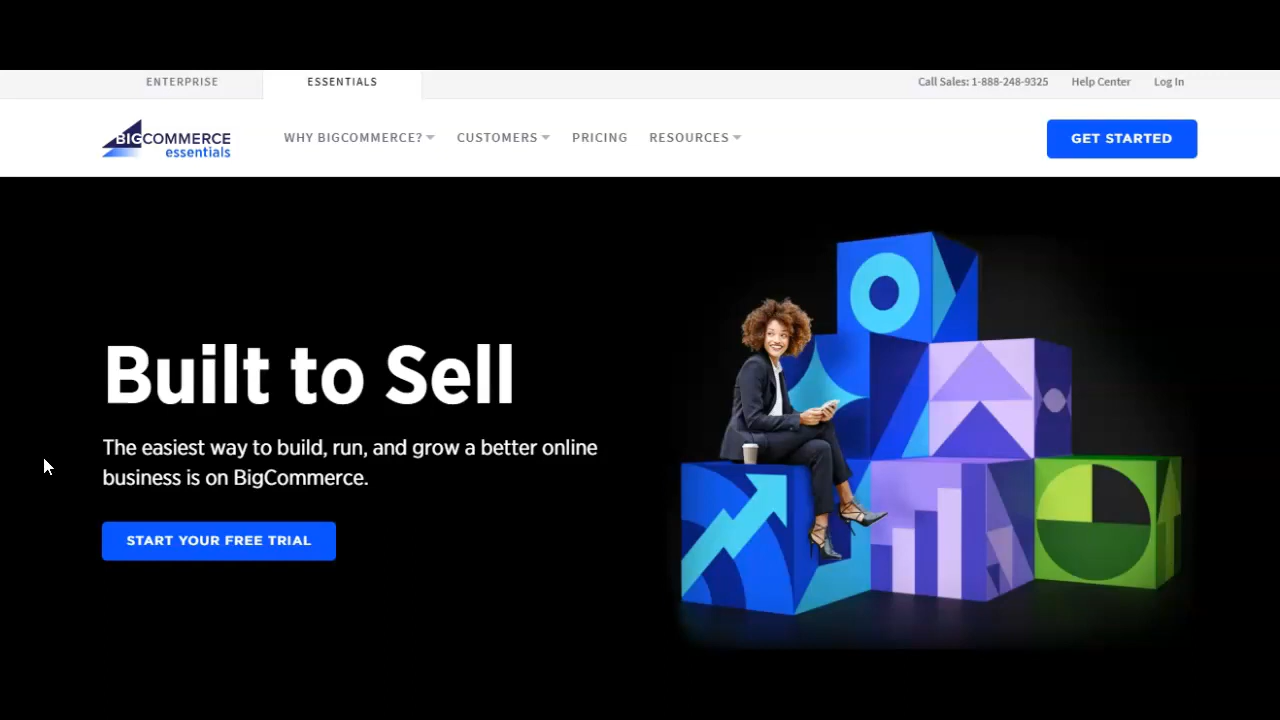 ENTERPRISE ESSENTIALS Call Sales: 1-888-248-9325 Help Center Log In
BIGCOMMERCE
essentials
WHY BIGCOMMERCE? CUSTOMERS PRICING RESOURCES GET STARTED
Built to Sell
The easiest way to build, run, and grow a better online
business is on BigCommerce.
START YOUR FREE TRIAL